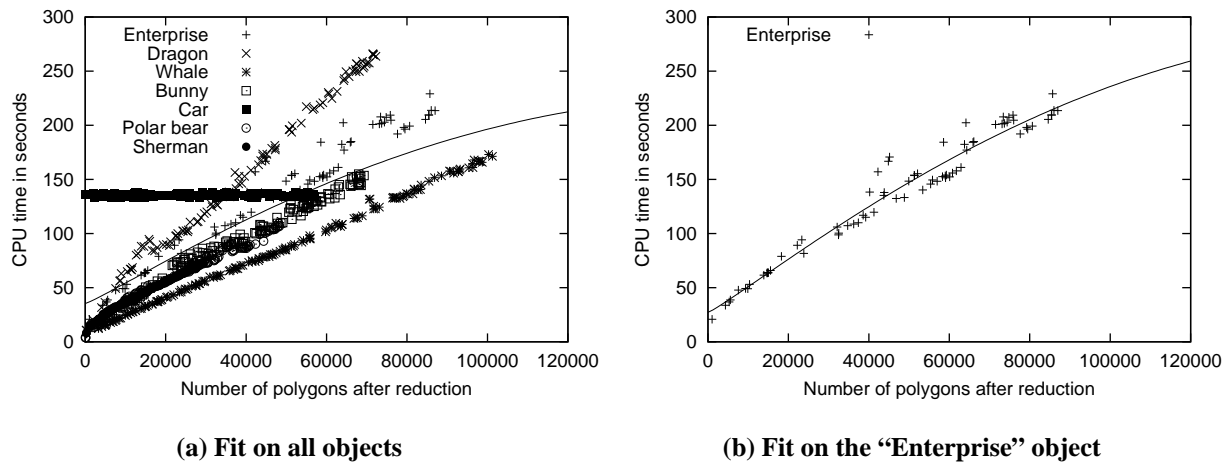 300
250
200
150
100
50
0
CPU time in seconds
Enterprise
Dragon
Whale
Bunny
Car
Polar bear
Sherman
0 20000 40000 60000 80000 100000 120000
Number of polygons after reduction
(a) Fit on all objects
300
250
200
150
100
50
0
CPU time in seconds
Enterprise
0 20000 40000 60000 80000 100000 120000
Number of polygons after reduction
(b) Fit on the “Enterprise” object